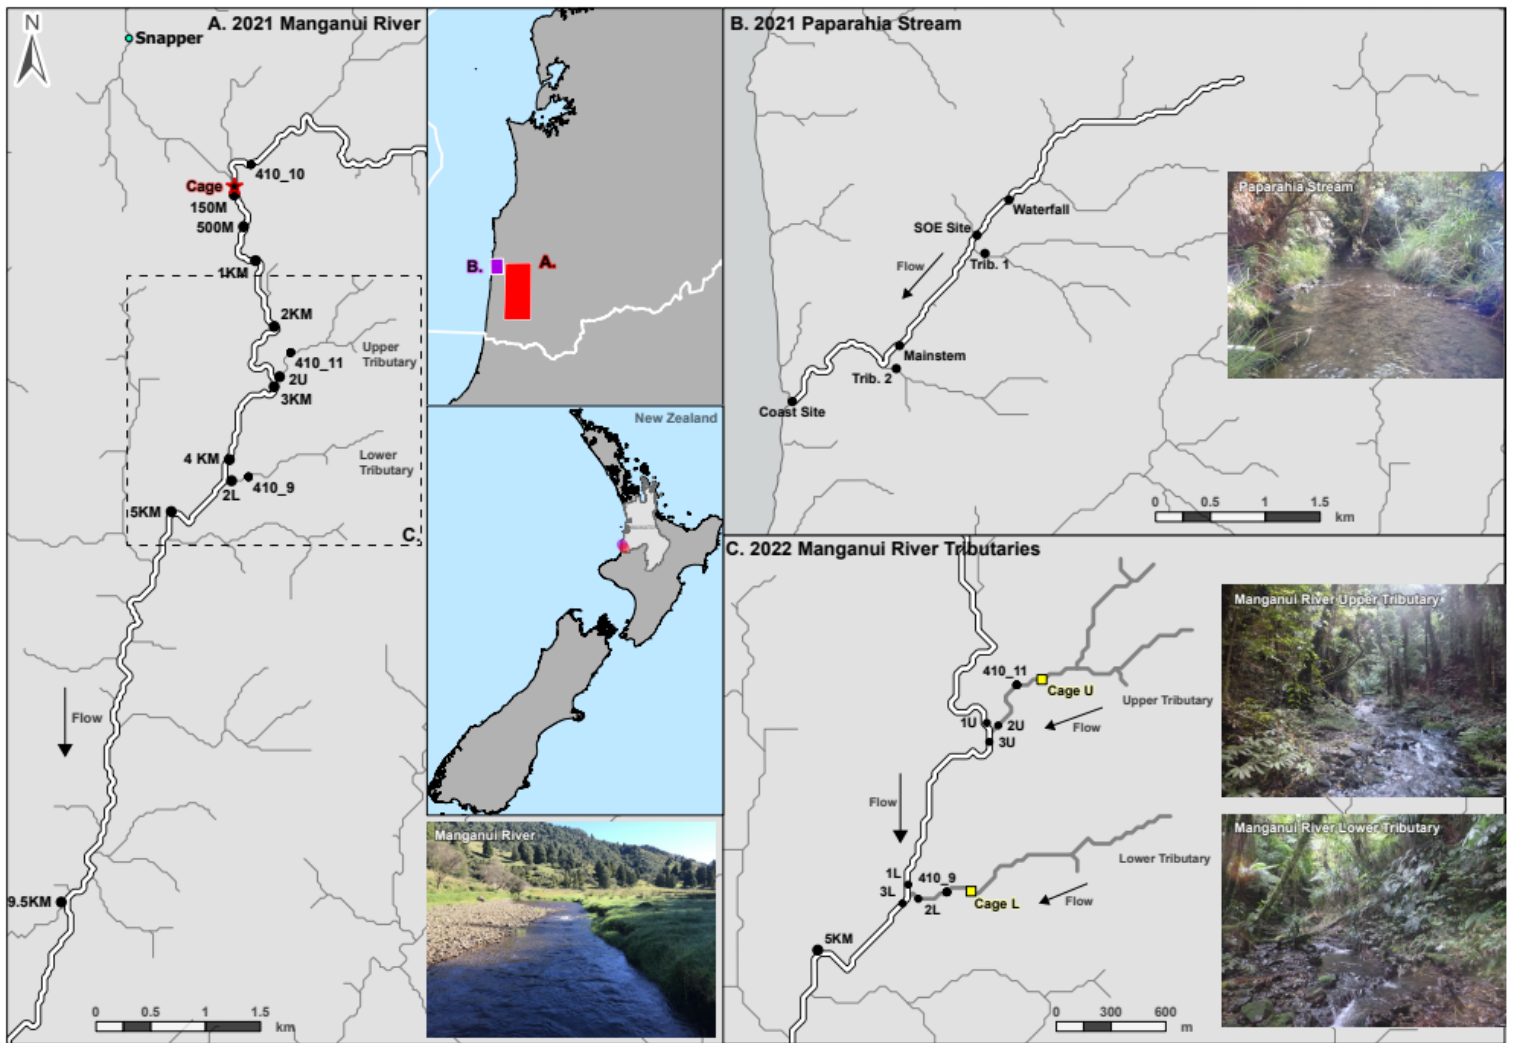 N
A. 2021 Manganui River
Snapper
410_10
Cage
150M
500M
1KM
2KM
Upper
Tributary
410_11
2U
3KM
Lower
Tributary
4 KM
410_9
2L
5KM
C.
Flow
9.5KM
0 0.5 1 1.5
km
B.
A.
New Zealand
Manganui River
B. 2021 Paparahia Stream
Paparahia Stream
Waterfall
SOE Site
Trib. 1
Flow
Mainstem
Trib. 2
Coast Site
0 0.5 1 1.5
km
C. 2022 Manganui River Tributaries
Manganui River Upper Tributary
410_11
Cage U
Upper Tributary
1U
2U
Flow
3U
Flow
Manganui River Lower Tributary
Lower Tributary
1L
410_9
3L
2L
Cage L
Flow
5KM
0 300 600
m